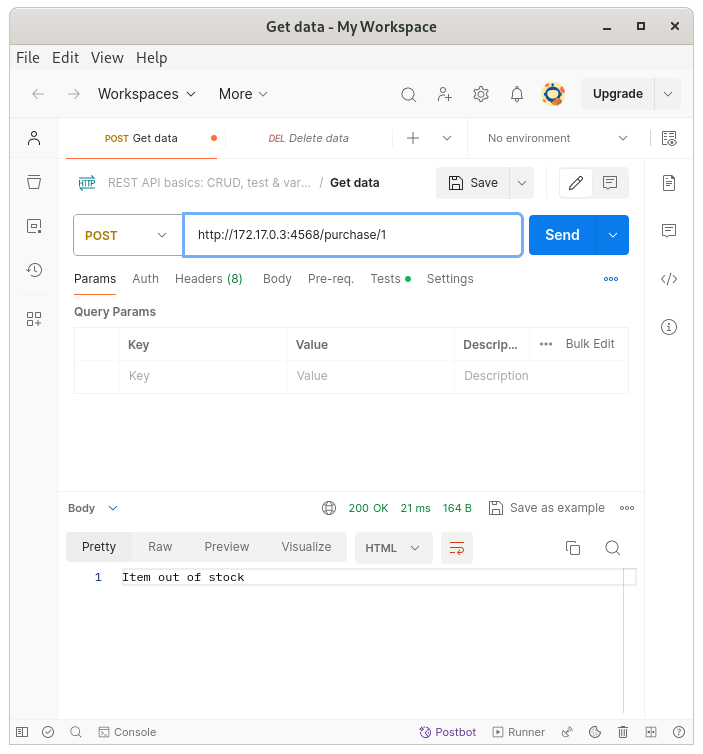 Get data - My Workspace
File Edit View Help
Workspaces More Upgrade
POST Get data DEL Delete data No environment
HTTP REST API basics: CRUD, test & var... / Get data Save
POST http://172.17.0.3:4568/purchase/1 Send
Params Auth Headers (8) Body Pre-req. Tests Settings
Query Params
Key Value Descrip... Bulk Edit
Key Value Description
Body 200 OK 21 ms 164 B Save as example
Pretty Raw Preview Visualize HTML
1 Item out of stock
Console Postbot Runner